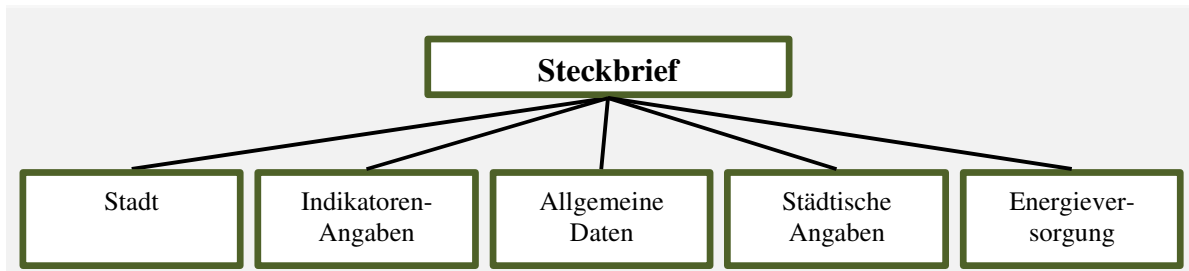 Steckbrief
Stadt
Indikatoren-
Angaben
Allgemeine
Daten
Städtische
Angaben
Energiever-
sorgung